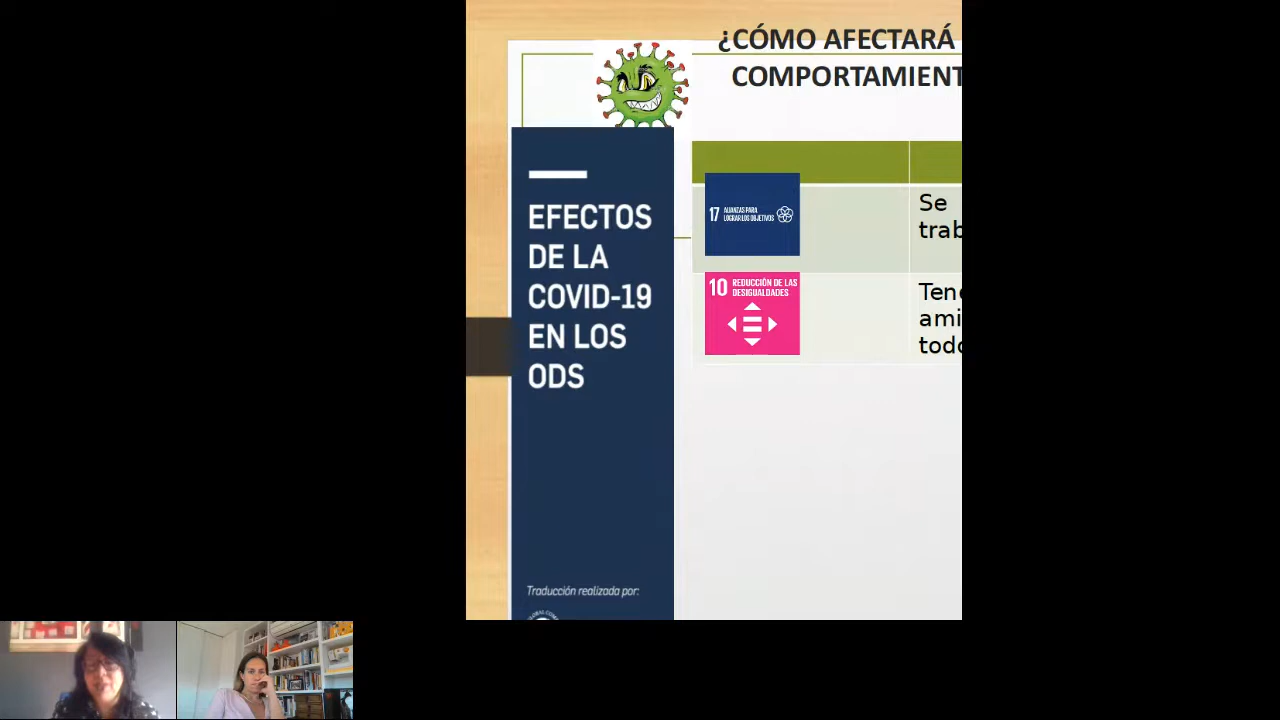 ¿CÓMO AFECTARÁ
COMPORTAMIENT
EFECTOS
DE LA
COVID-19
EN LOS
ODS
17 ALIANZAS PARA
LOGRAR LOS OBJETIVOS
Se
trab
10 REDUCCIÓN DE LAS
DESIGUALDADES
Tene
ami
todo
Traducción realizada por: